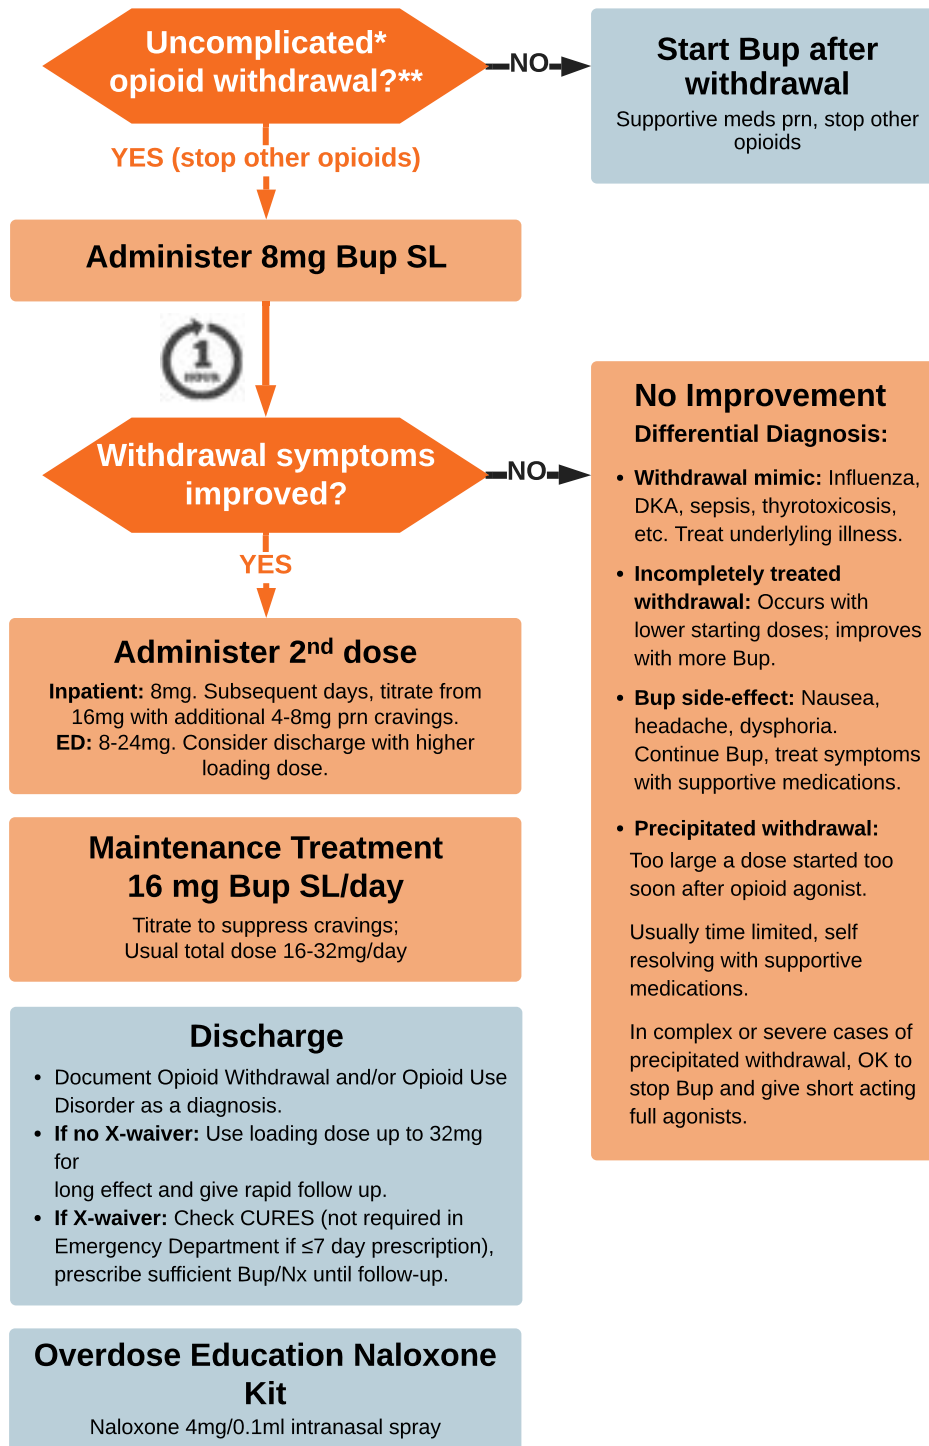 Uncomplicated*
opioid withdrawal?**
NO
Start Bup after
withdrawal
Supportive meds prn, stop other
opioids
YES (stop other opioids)
Administer 8mg Bup SL
1
HOUR
Withdrawal symptoms
improved?
NO
No Improvement
Differential Diagnosis:
• Withdrawal mimic: Influenza,
DKA, sepsis, thyrotoxicosis,
etc. Treat underlyling illness.
• Incompletely treated
withdrawal: Occurs with
lower starting doses; improves
with more Bup.
• Bup side-effect: Nausea,
headache, dysphoria.
Continue Bup, treat symptoms
with supportive medications.
• Precipitated withdrawal:
Too large a dose started too
soon after opioid agonist.
Usually time limited, self
resolving with supportive
medications.
In complex or severe cases of
precipitated withdrawal, OK to
stop Bup and give short acting
full agonists.
YES
Administer 2nd dose
Inpatient: 8mg. Subsequent days, titrate from
16mg with additional 4-8mg prn cravings.
ED: 8-24mg. Consider discharge with higher
loading dose.
Maintenance Treatment
16 mg Bup SL/day
Titrate to suppress cravings;
Usual total dose 16-32mg/day
Discharge
• Document Opioid Withdrawal and/or Opioid Use
Disorder as a diagnosis.
• If no X-waiver: Use loading dose up to 32mg
for
long effect and give rapid follow up.
• If X-waiver: Check CURES (not required in
Emergency Department if ≤7 day prescription),
prescribe sufficient Bup/Nx until follow-up.
Overdose Education Naloxone
Kit
Naloxone 4mg/0.1ml intranasal spray